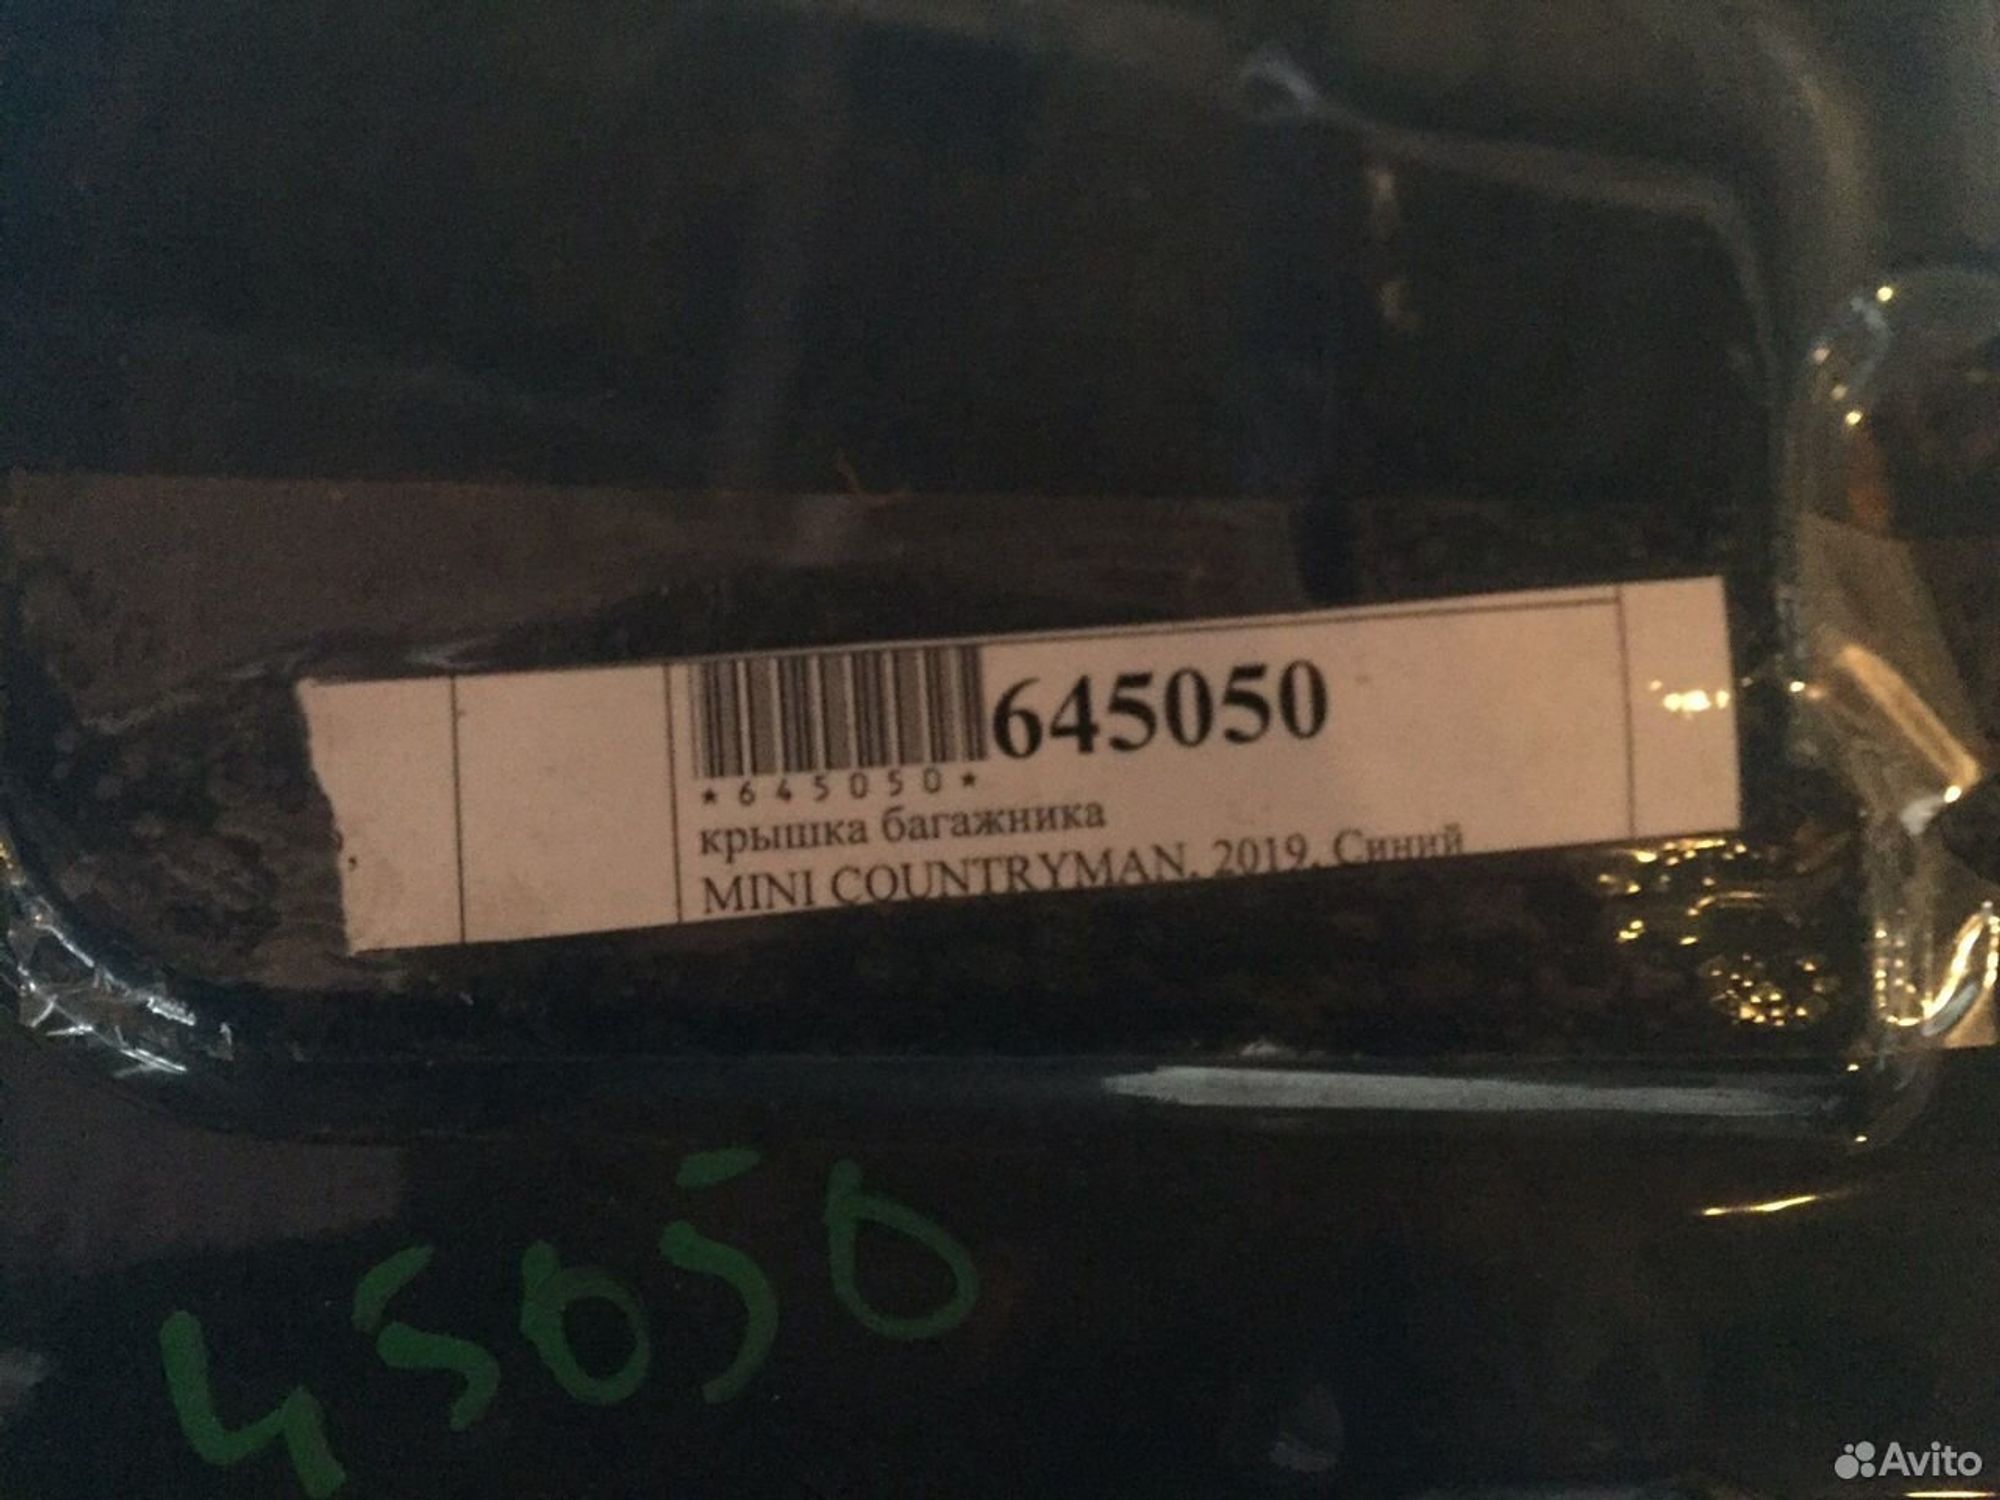 645050
*645050*
крышка багажника
MINI COUNTRYMAN, 2019, Синий
45050
Avito